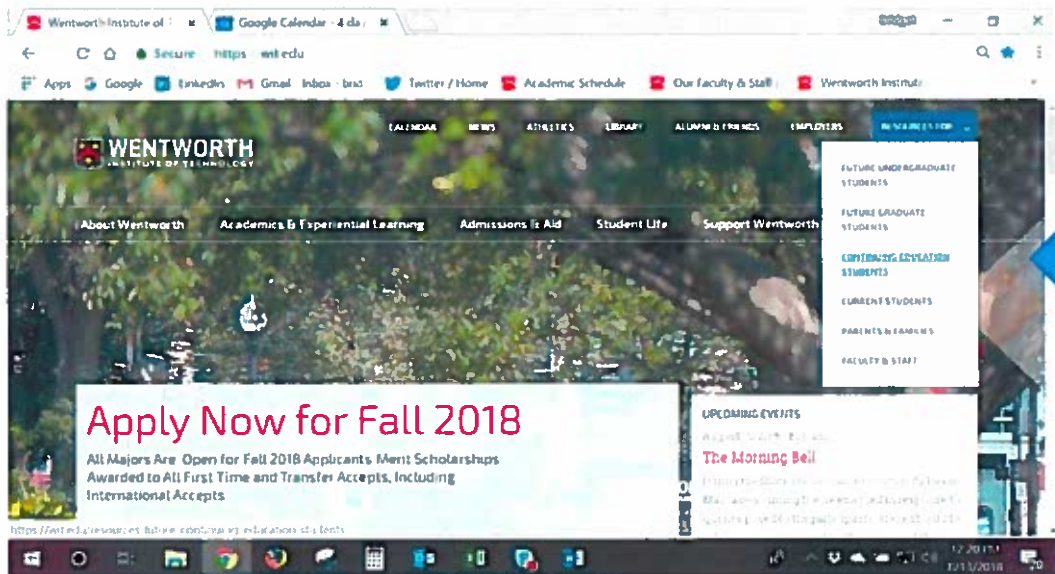 Wentworth Institute of
Google Calendar - 4 da
Secure https wit.edu
Apps Google LinkedIn Gmail Inbox Twitter / Home Academic Schedule Our Faculty & Staff Wentworth Institute
CALENDAR NEWS ATHLETICS LIBRARY ALUMNI & FRIENDS EMPLOYERS RESOURCES FOR
WENTWORTH
INSTITUTE OF TECHNOLOGY
FUTURE UNDERGRADUATE
STUDENTS
FUTURE GRADUATE
STUDENTS
About Wentworth Academics & Experiential Learning Admissions & Aid Student Life Support Wentworth
CONTINUING EDUCATION
STUDENTS
CURRENT STUDENTS
PARENTS & FAMILIES
FACULTY & STAFF
Apply Now for Fall 2018
All Majors Are Open for Fall 2018 Applicants Merit Scholarships
Awarded to All First Time and Transfer Accepts, Including
International Accepts
UPCOMING EVENTS
The Morning Bell